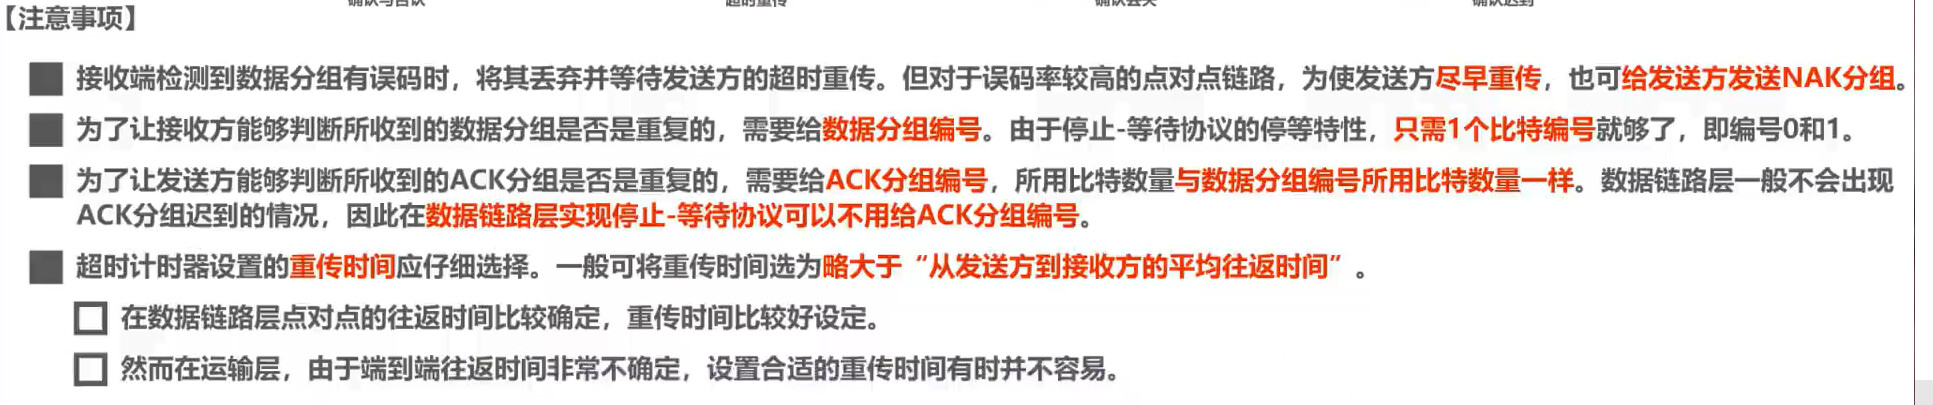 确认与否认 超时重传 确认丢失 确认迟到
【注意事项】
接收端检测到数据分组有误码时，将其丢弃并等待发送方的超时重传。但对于误码率较高的点对点链路，为使发送方尽早重传，也可给发送方发送NAK分组。
为了让接收方能够判断所收到的数据分组是否是重复的，需要给数据分组编号。由于停止-等待协议的停等特性，只需1个比特编号就够了，即编号0和1。
为了让发送方能够判断所收到的ACK分组是否是重复的，需要给ACK分组编号，所用比特数量与数据分组编号所用比特数量一样。数据链路层一般不会出现
ACK分组迟到的情况，因此在数据链路层实现停止-等待协议可以不用给ACK分组编号。
超时计时器设置的重传时间应仔细选择。一般可将重传时间选为略大于“从发送方到接收方的平均往返时间”。
在数据链路层点对点的往返时间比较确定，重传时间比较好设定。
然而在运输层，由于端到端往返时间非常不确定，设置合适的重传时间有时并不容易。